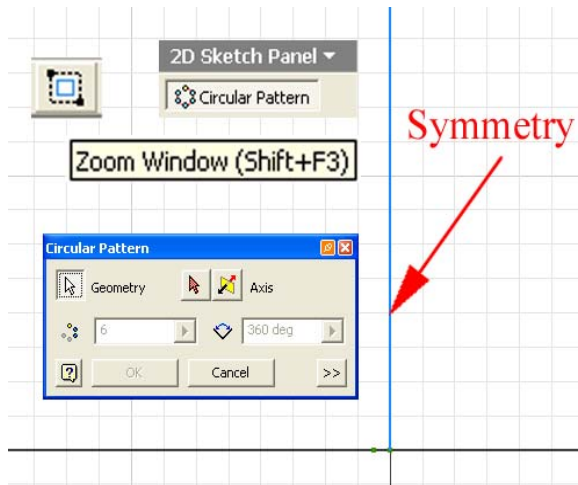 2D Sketch Panel
Circular Pattern
Symmetry
Zoom Window (Shift+F3)
Circular Pattern
Geometry
Axis
6
360 deg
?
OK
Cancel
>>